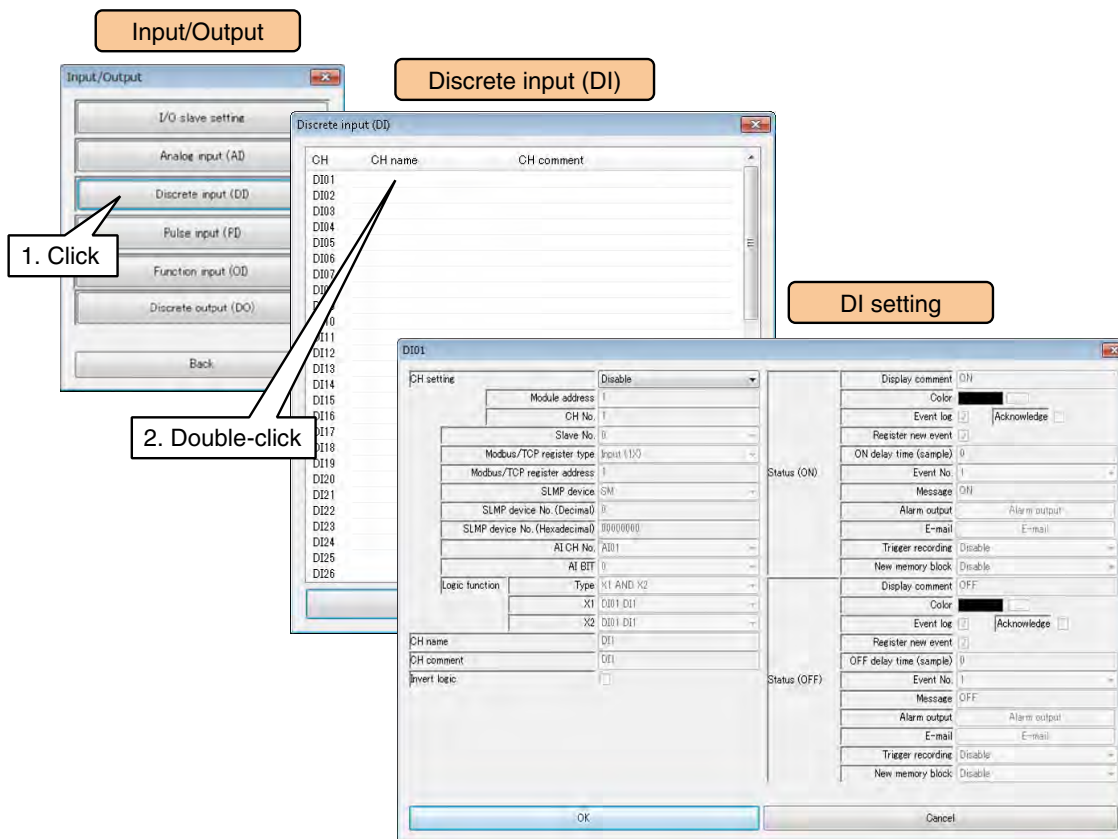 Input/Output
Input/Output
I/O slave setting
Analog input (AI)
Discrete input (DI)
Pulse input (PI)
Function input (OI)
Discrete output (DO)
Back
1. Click
Discrete input (DI)
Discrete input (DI)
CH CH name CH comment
DI01
DI02
DI03
DI04
DI05
DI06
DI07
DI11
DI12
DI13
DI14
DI15
DI16
DI17
DI18
DI19
DI20
DI21
DI22
DI23
DI24
DI25
DI26
2. Double-click
DI setting
DI01
CH setting Disable
Module address 1
CH No. 1
Slave No. 0
Modbus/TCP register type Input (1X)
Modbus/TCP register address 1
SLMP device SM
SLMP device No. (Decimal) 0
SLMP device No. (Hexadecimal) 00000000
AI CH No. AI01
AI BIT 0
Logic function Type X1 AND X2
X1 DI01 DI1
X2 DI01 DI1
CH name DI1
CH comment DI1
Invert logic
Status (ON)
Display comment ON
Color
Event log Acknowledge
Register new event
ON delay time (sample) 0
Event No. 1
Message ON
Alarm output Alarm output
E-mail E-mail
Trigger recording Disable
New memory block Disable
Status (OFF)
Display comment OFF
Color
Event log Acknowledge
Register new event
OFF delay time (sample) 0
Event No. 1
Message OFF
Alarm output Alarm output
E-mail E-mail
Trigger recording Disable
New memory block Disable
OK Cancel